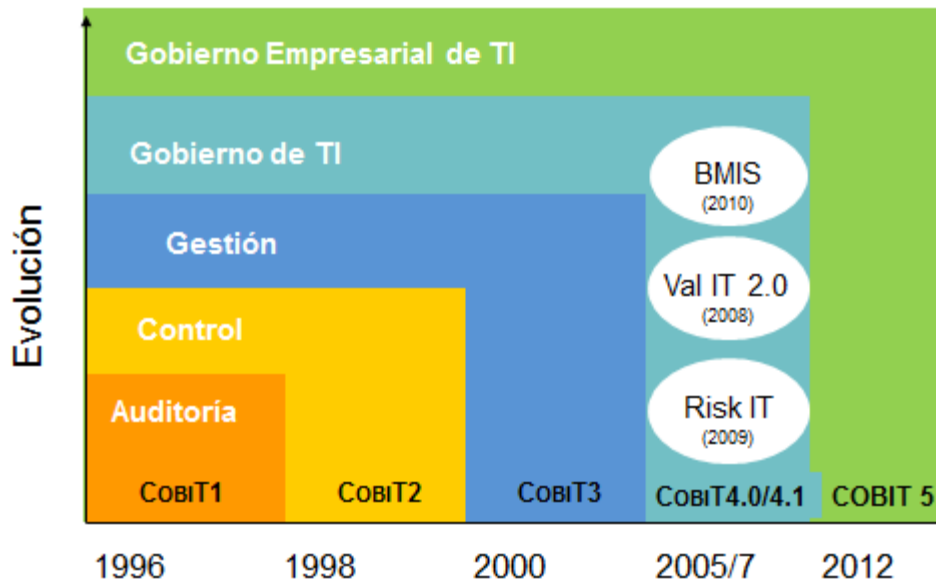 Gobierno Empresarial de TI
Gobierno de TI
BMIS
(2010)
Gestión
Val IT 2.0
(2008)
Control
Risk IT
(2009)
Auditoría
Evolución
COBIT1
COBIT2
COBIT3
COBIT4.0/4.1
COBIT 5
1996
1998
2000
2005/7
2012